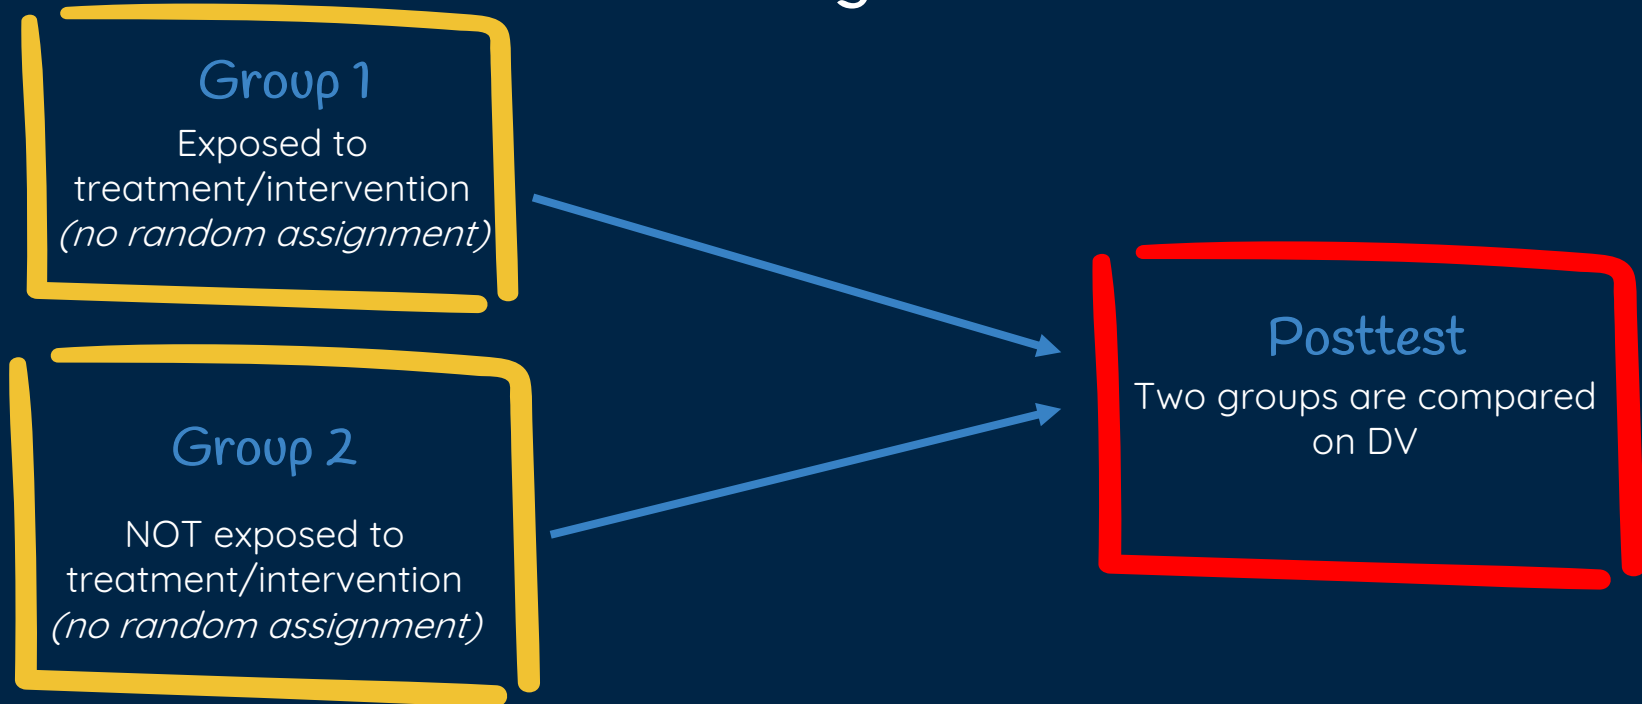 Group 1
Exposed to
treatment/intervention
(no random assignment)
Group 2
NOT exposed to
treatment/intervention
(no random assignment)
Posttest
Two groups are compared
on DV